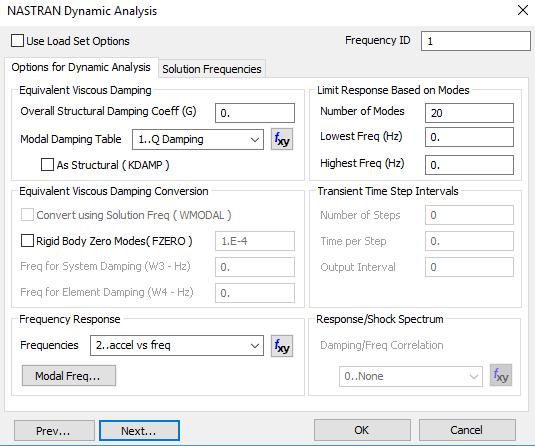 NASTRAN Dynamic Analysis
Use Load Set Options
Frequency ID
1
Options for Dynamic Analysis
Solution Frequencies
Equivalent Viscous Damping
Overall Structural Damping Coeff (G)
0.
Modal Damping Table
1..Q Damping
fxy
As Structural ( KDAMP )
Limit Response Based on Modes
Number of Modes
20
Lowest Freq (Hz)
0.
Highest Freq (Hz)
0.
Equivalent Viscous Damping Conversion
Convert using Solution Freq ( WMODAL )
Rigid Body Zero Modes( FZERO )
1.E-4
Freq for System Damping (W3 - Hz)
0.
Freq for Element Damping (W4 - Hz)
0.
Transient Time Step Intervals
Number of Steps
0
Time per Step
0.
Output Interval
0
Frequency Response
Frequencies
2..accel vs freq
fxy
Modal Freq...
Response/Shock Spectrum
Damping/Freq Correlation
0..None
fxy
Prev...
Next...
OK
Cancel